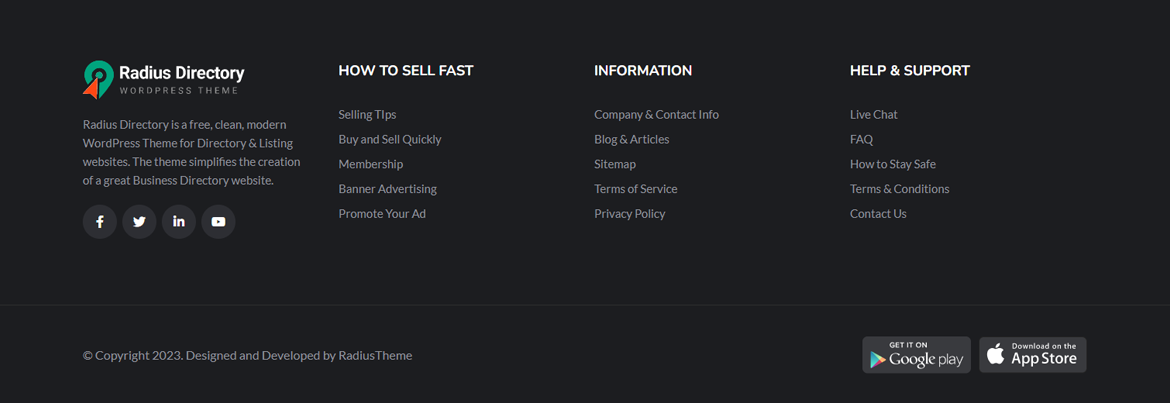 Radius Directory
WORDPRESS THEME
Radius Directory is a free, clean, modern
WordPress Theme for Directory & Listing
websites. The theme simplifies the creation
of a great Business Directory website.
HOW TO SELL FAST
Selling TIps
Buy and Sell Quickly
Membership
Banner Advertising
Promote Your Ad
INFORMATION
Company & Contact Info
Blog & Articles
Sitemap
Terms of Service
Privacy Policy
HELP & SUPPORT
Live Chat
FAQ
How to Stay Safe
Terms & Conditions
Contact Us
© Copyright 2023. Designed and Developed by RadiusTheme
GET IT ON
Google play
Download on the
App Store